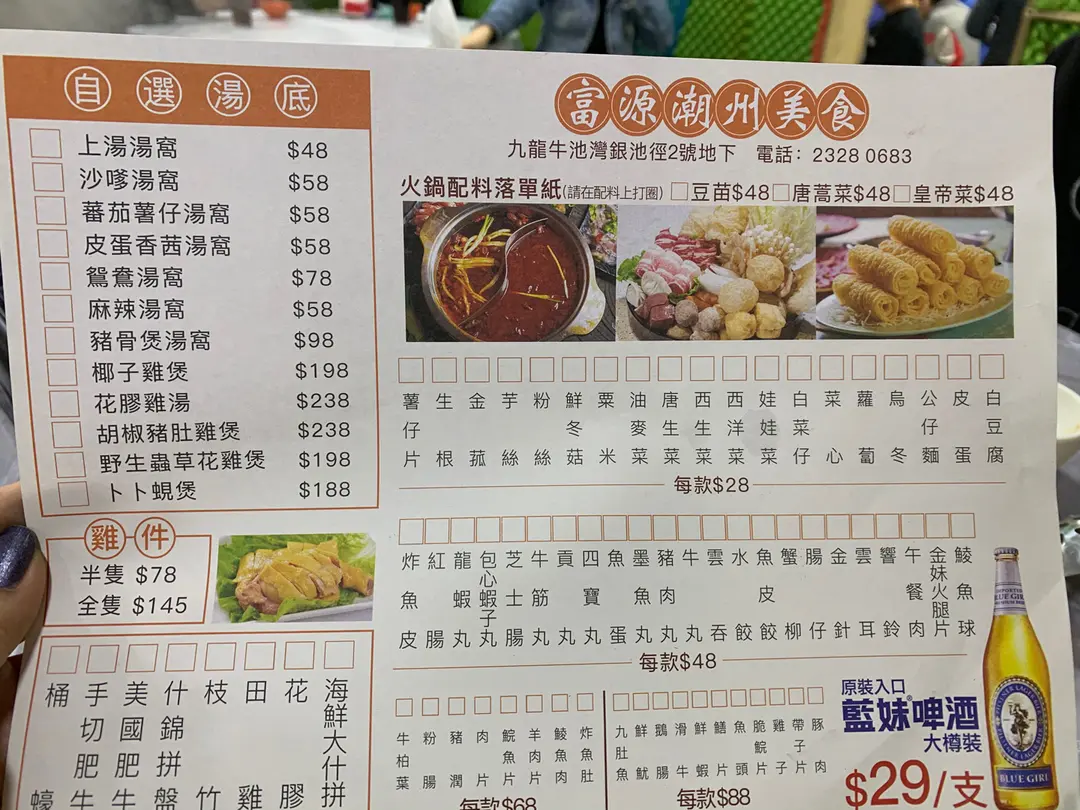 自選湯底
上湯湯窩 $48
沙嗲湯窩 $58
蕃茄薯仔湯窩 $58
皮蛋香茜湯窩 $58
鴛鴦湯窩 $78
麻辣湯窩 $58
豬骨煲湯窩 $98
椰子雞煲 $198
花膠雞湯 $238
胡椒豬肚雞煲 $238
野生蟲草花雞煲 $198
卜卜蜆煲 $188
雞件
半隻 $78
全隻 $145
桶蠔
手切肥牛
美國肥牛
什錦拼盤
枝竹
田雞
花膠
海鮮大什拼
富源潮州美食
九龍牛池灣銀池徑2號地下 電話：2328 0683
火鍋配料落單紙(請在配料上打圈) 豆苗$48 唐蒿菜$48 皇帝菜$48
薯仔片
生根
金菇
芋絲
粉絲
鮮冬菇
粟米
油麥菜
唐生菜
西生菜
西洋菜
娃娃菜
白菜仔
菜心
蘿蔔
烏冬
公仔麵
皮蛋
白豆腐
每款$28
炸魚皮
紅腸
龍蝦丸
包心蝦子丸
芝士腸
牛筋丸
貢丸
四寶丸
魚蛋
墨魚丸
豬肉丸
牛丸
雲吞
水餃
魚皮餃
蟹柳
腸仔
金針
雲耳
響鈴
午餐肉
金妹火腿片
鯪魚球
每款$48
牛柏葉
粉腸
豬潤
肉片
鯇魚片
羊肉片
鯪魚肉
炸魚肚
每款$68
九肚魚
鮮魷
鵝腸
滑牛
鮮蝦
鱔片
魚頭
脆鯇片
雞子
帶子片
豚肉
每款$88
原裝入口
藍妹®啤酒
大樽裝
$29/支
BLUE GIRL